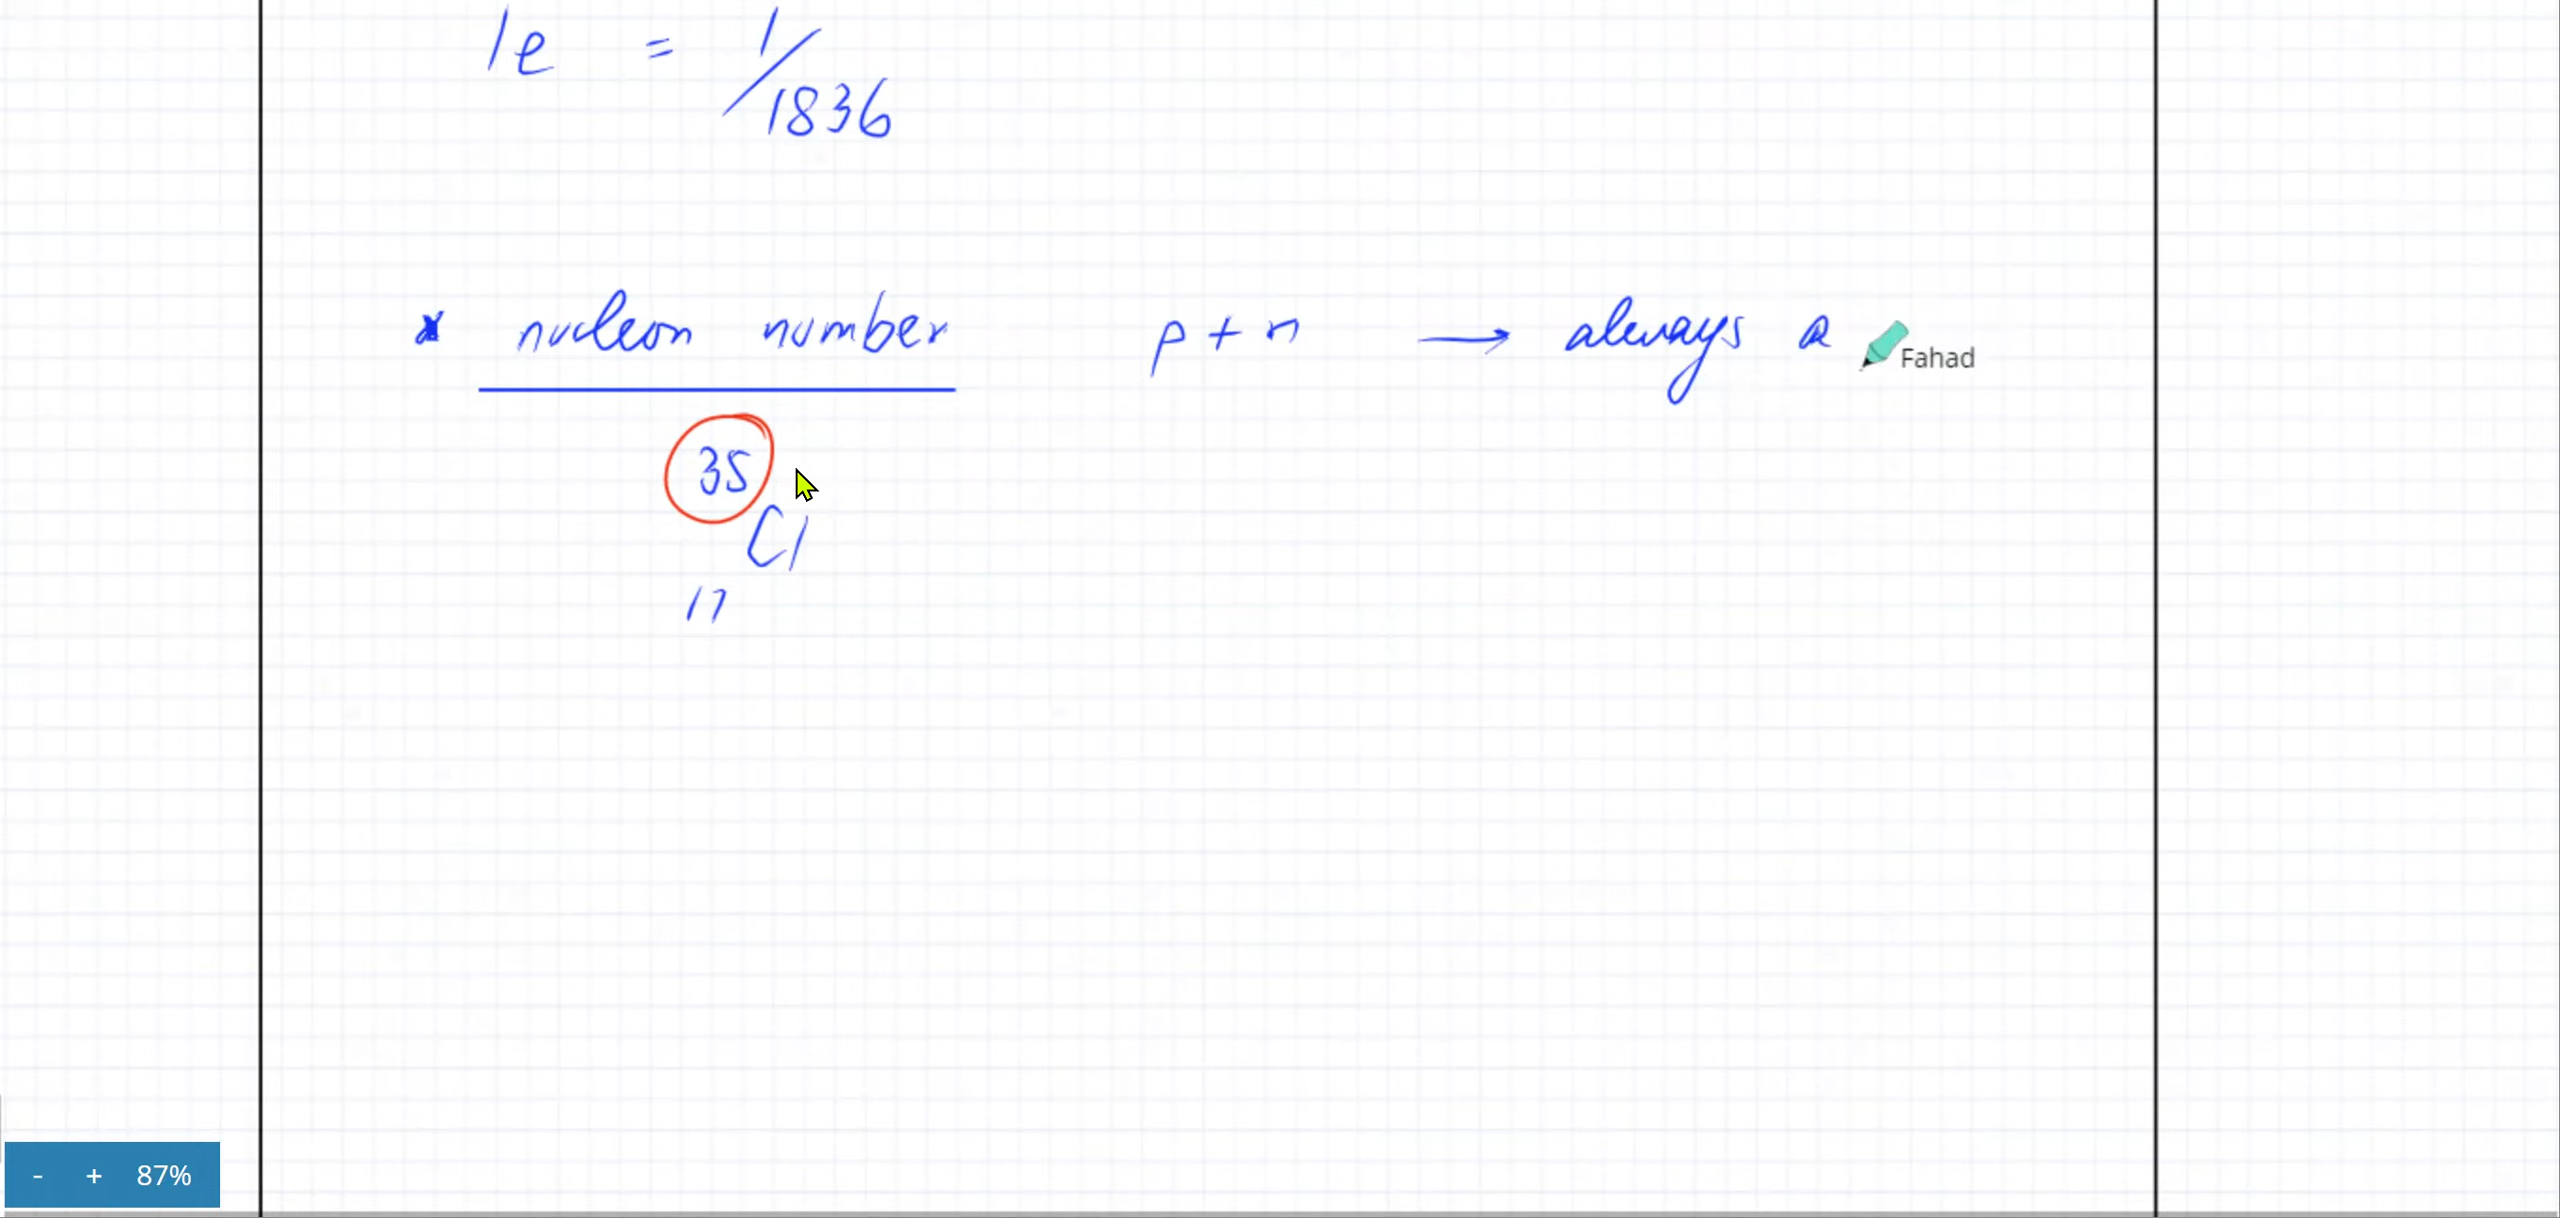 1e = 1/1836
x nucleon number p + n → always a
Fahad
35
Cl
17
- + 87%